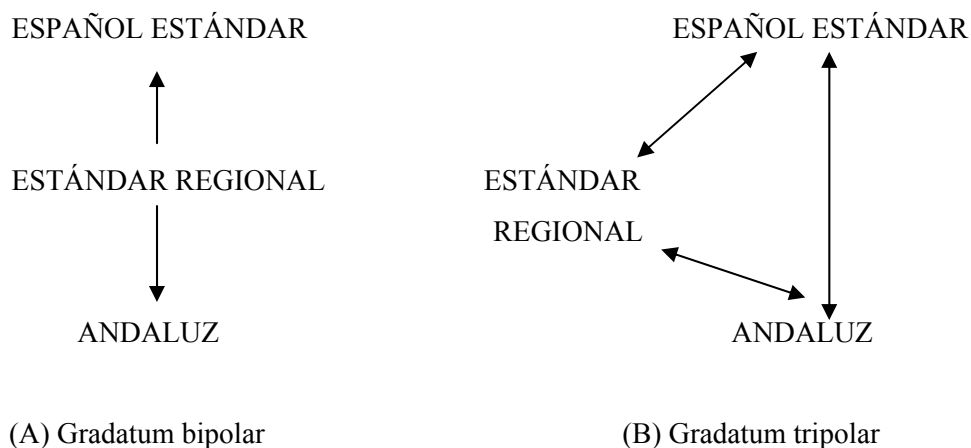 ESPAÑOL ESTÁNDAR
ESTÁNDAR REGIONAL
ANDALUZ
(A) Gradatum bipolar
ESPAÑOL ESTÁNDAR
ESTÁNDAR
REGIONAL
ANDALUZ
(B) Gradatum tripolar